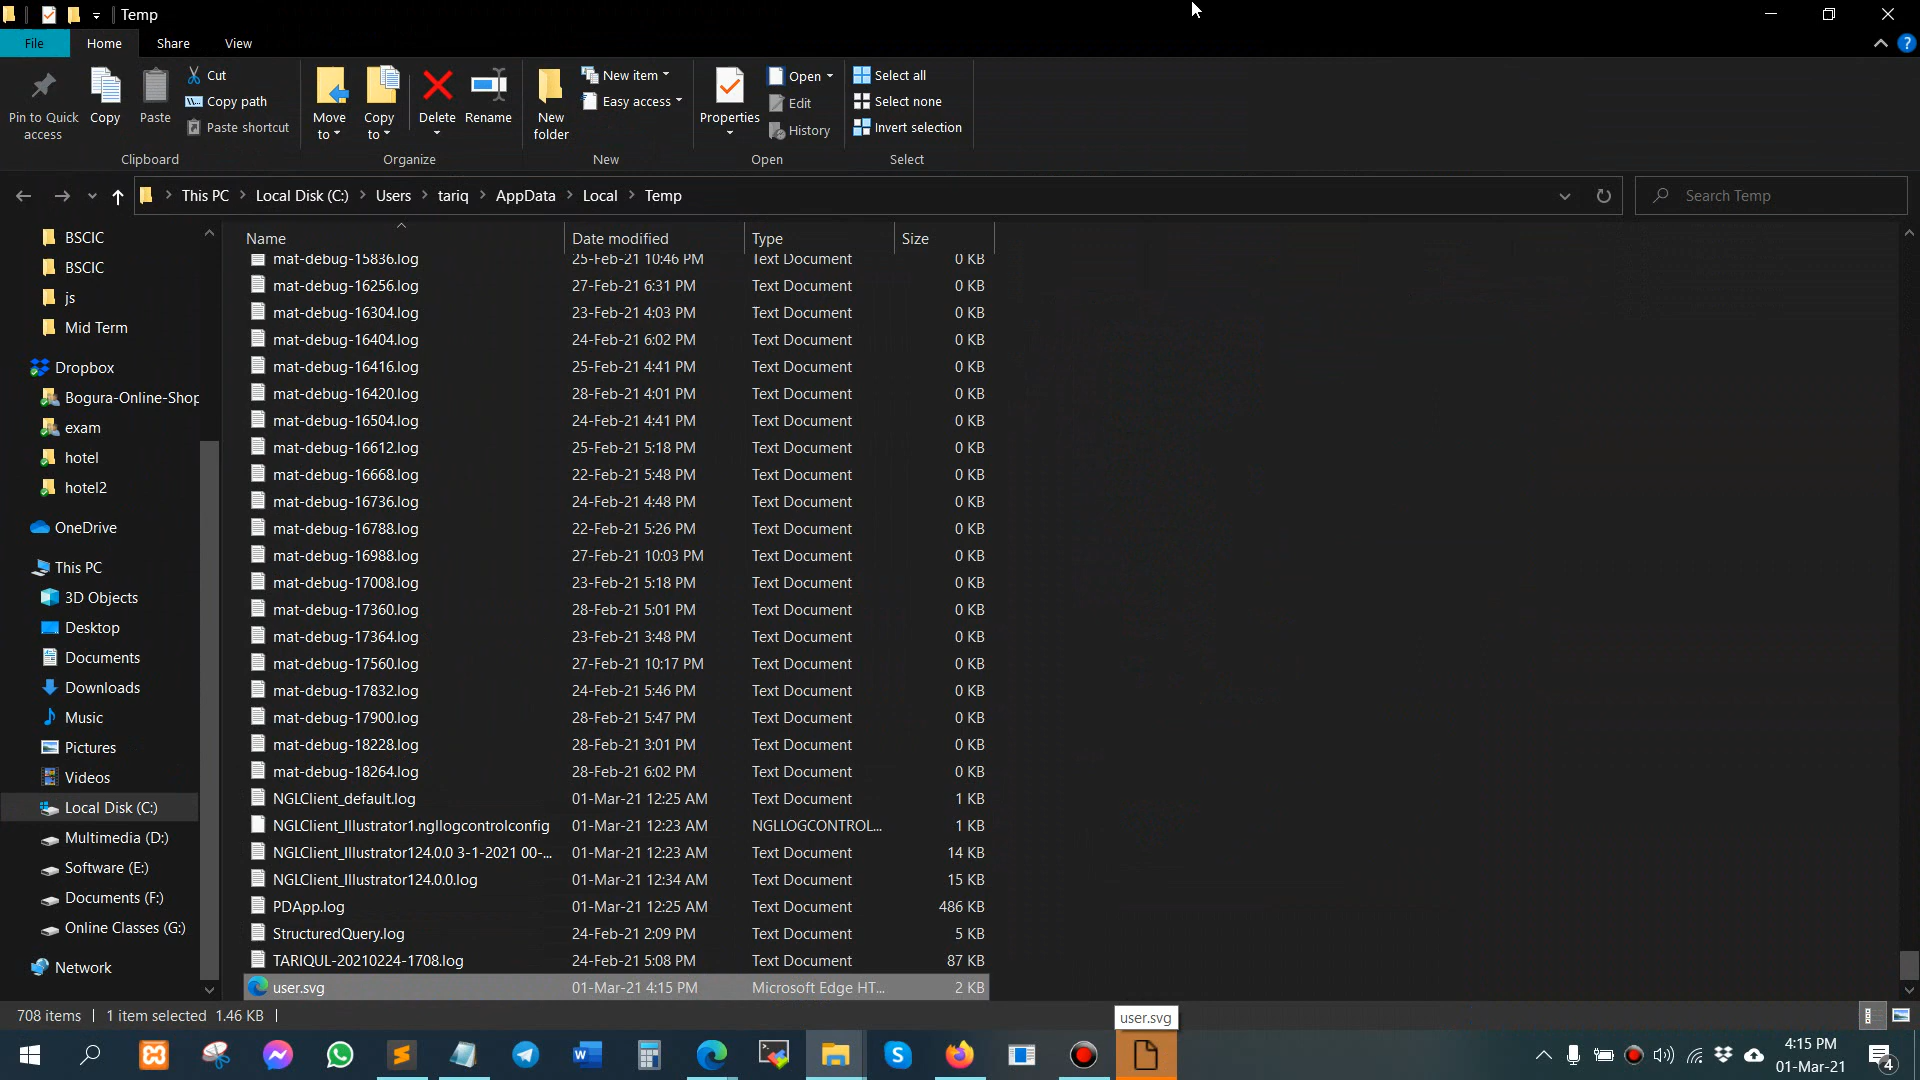 Temp
File Home Share View
Pin to Quick access
Copy
Paste
Cut
Copy path
Paste shortcut
Clipboard
Move to
Copy to
Delete
Rename
Organize
New folder
New item
Easy access
New
Properties
Open
Edit
History
Open
Select all
Select none
Invert selection
Select
This PC > Local Disk (C:) > Users > tariq > AppData > Local > Temp
Search Temp
BSCIC
BSCIC
js
Mid Term
Dropbox
Bogura-Online-Shop
exam
hotel
hotel2
OneDrive
This PC
3D Objects
Desktop
Documents
Downloads
Music
Pictures
Videos
Local Disk (C:)
Multimedia (D:)
Software (E:)
Documents (F:)
Online Classes (G:)
Network
Name Date modified Type Size
mat-debug-15836.log 25-Feb-21 10:46 PM Text Document 0 KB
mat-debug-16256.log 27-Feb-21 6:31 PM Text Document 0 KB
mat-debug-16304.log 23-Feb-21 4:03 PM Text Document 0 KB
mat-debug-16404.log 24-Feb-21 6:02 PM Text Document 0 KB
mat-debug-16416.log 25-Feb-21 4:41 PM Text Document 0 KB
mat-debug-16420.log 28-Feb-21 4:01 PM Text Document 0 KB
mat-debug-16504.log 24-Feb-21 4:41 PM Text Document 0 KB
mat-debug-16612.log 25-Feb-21 5:18 PM Text Document 0 KB
mat-debug-16668.log 22-Feb-21 5:48 PM Text Document 0 KB
mat-debug-16736.log 24-Feb-21 4:48 PM Text Document 0 KB
mat-debug-16788.log 22-Feb-21 5:26 PM Text Document 0 KB
mat-debug-16988.log 27-Feb-21 10:03 PM Text Document 0 KB
mat-debug-17008.log 23-Feb-21 5:18 PM Text Document 0 KB
mat-debug-17360.log 28-Feb-21 5:01 PM Text Document 0 KB
mat-debug-17364.log 23-Feb-21 3:48 PM Text Document 0 KB
mat-debug-17560.log 27-Feb-21 10:17 PM Text Document 0 KB
mat-debug-17832.log 24-Feb-21 5:46 PM Text Document 0 KB
mat-debug-17900.log 28-Feb-21 5:47 PM Text Document 0 KB
mat-debug-18228.log 28-Feb-21 3:01 PM Text Document 0 KB
mat-debug-18264.log 28-Feb-21 6:02 PM Text Document 0 KB
NGLClient_default.log 01-Mar-21 12:25 AM Text Document 1 KB
NGLClient_Illustrator1.ngllogcontrolconfig 01-Mar-21 12:23 AM NGLLOGCONTROL... 1 KB
NGLClient_Illustrator124.0.0 3-1-2021 00-... 01-Mar-21 12:23 AM Text Document 14 KB
NGLClient_Illustrator124.0.0.log 01-Mar-21 12:34 AM Text Document 15 KB
PDApp.log 01-Mar-21 12:25 AM Text Document 486 KB
StructuredQuery.log 24-Feb-21 2:09 PM Text Document 5 KB
TARIQUL-20210224-1708.log 24-Feb-21 5:08 PM Text Document 87 KB
user.svg 01-Mar-21 4:15 PM Microsoft Edge HT... 2 KB
708 items 1 item selected 1.46 KB
user.svg
4:15 PM
01-Mar-21
4